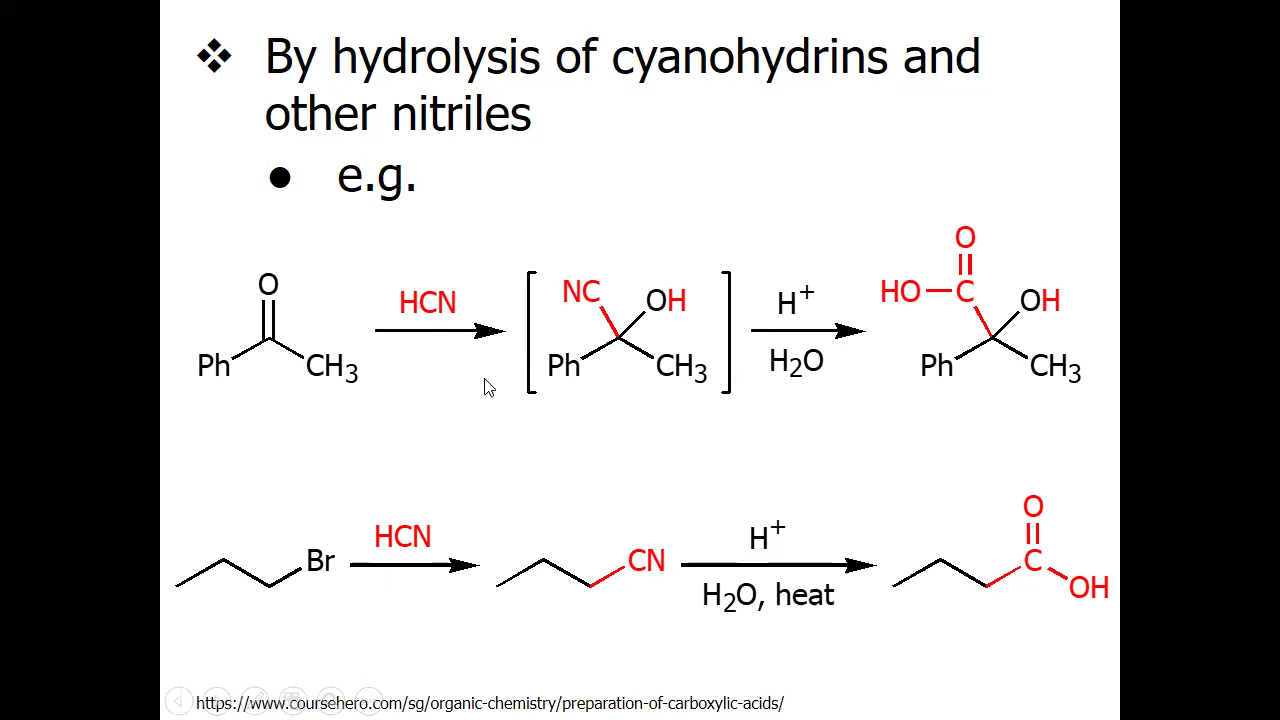 ❖ By hydrolysis of cyanohydrins and
other nitriles
● e.g.
O
Ph CH₃
HCN
NC OH
Ph CH₃
H⁺
H₂O
O
HO C OH
Ph CH₃
Br
HCN
CN
H⁺
H₂O, heat
O
C
OH
https://www.coursehero.com/sg/organic-chemistry/preparation-of-carboxylic-acids/